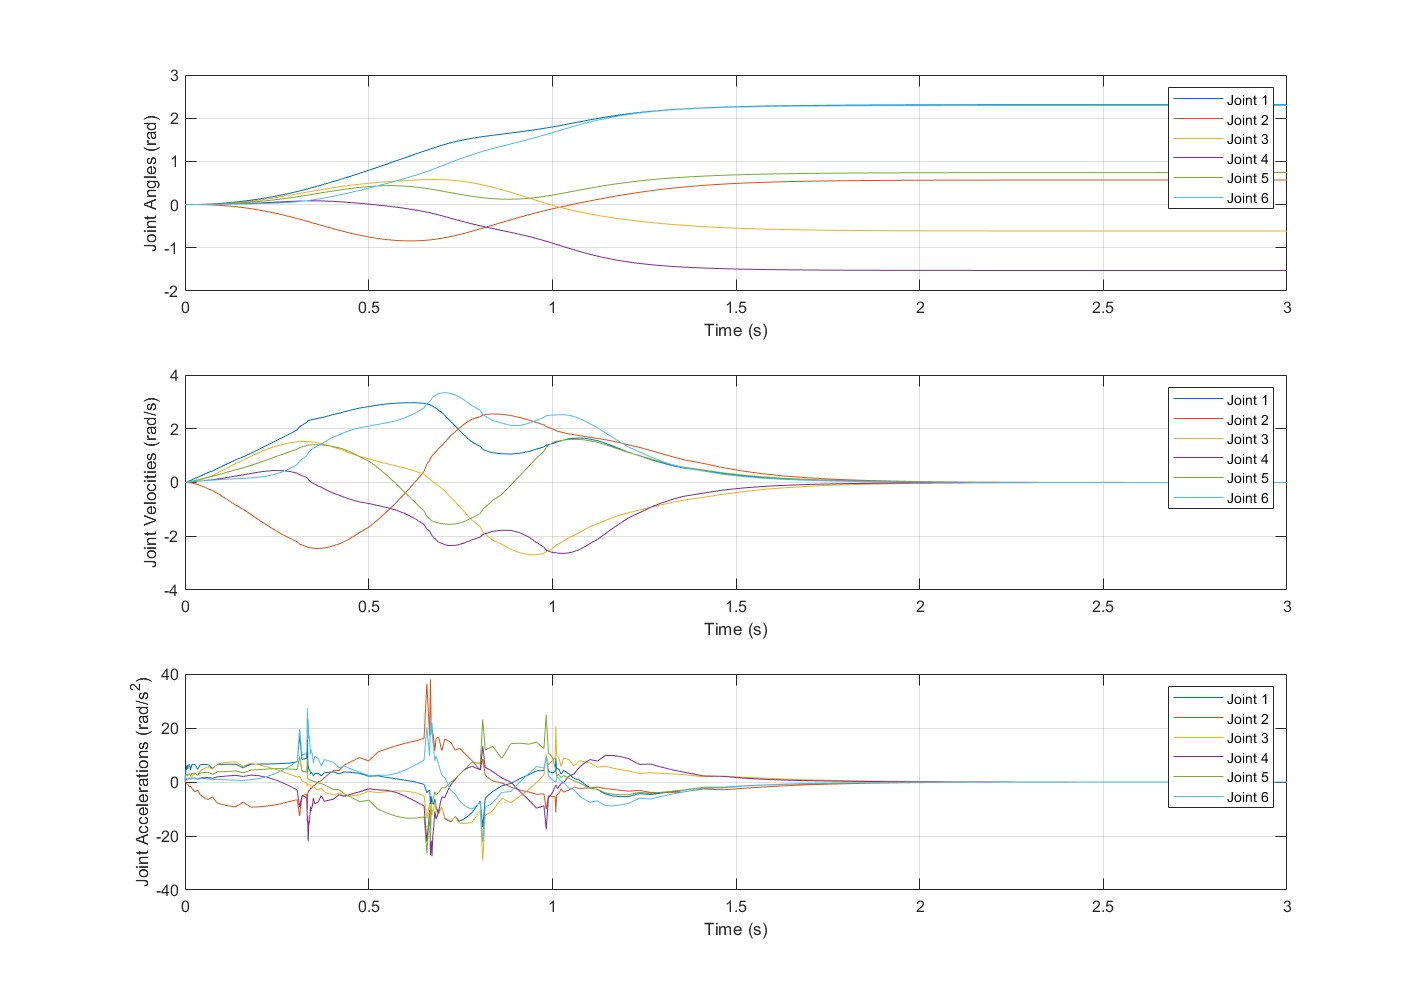 Joint Angles (rad)
3
2
1
0
-1
-2
Joint 1
Joint 2
Joint 3
Joint 4
Joint 5
Joint 6
0 0.5 1 1.5 2 2.5 3
Time (s)
Joint Velocities (rad/s)
4
2
0
-2
-4
Joint 1
Joint 2
Joint 3
Joint 4
Joint 5
Joint 6
0 0.5 1 1.5 2 2.5 3
Time (s)
Joint Accelerations (rad/s²)
40
20
0
-20
-40
Joint 1
Joint 2
Joint 3
Joint 4
Joint 5
Joint 6
0 0.5 1 1.5 2 2.5 3
Time (s)